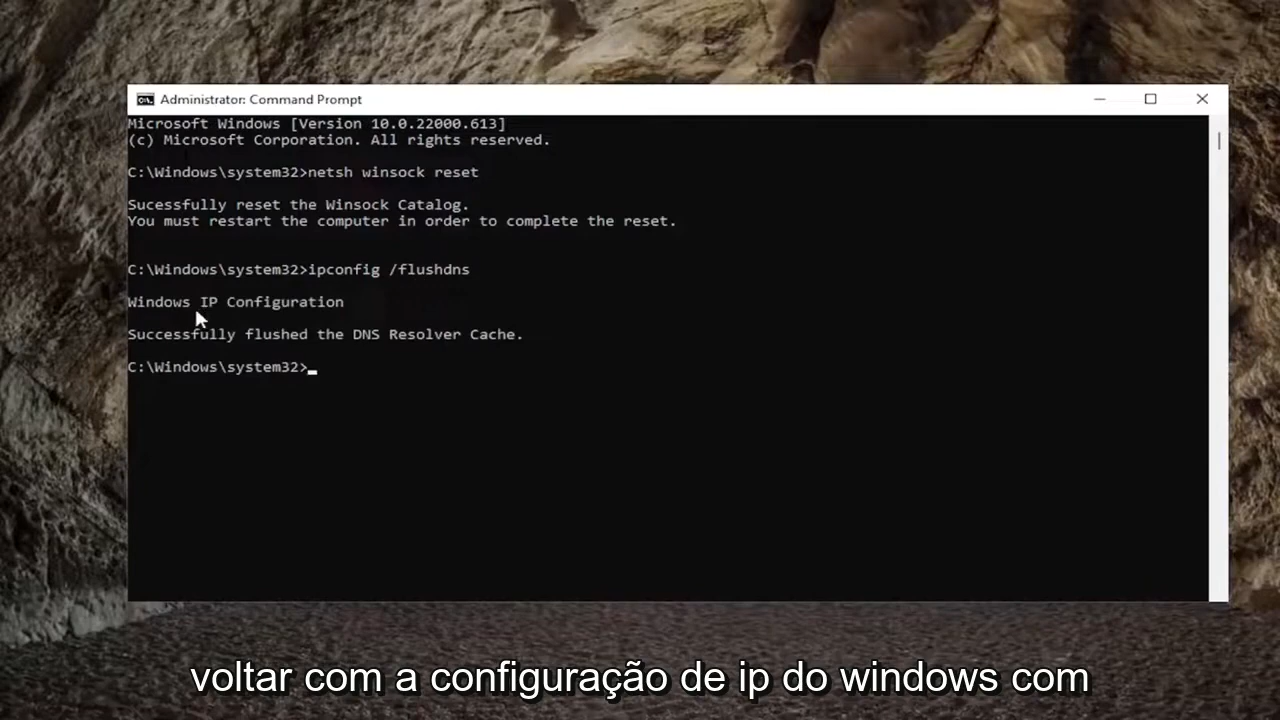 Administrator: Command Prompt
Microsoft Windows [Version 10.0.22000.613]
(c) Microsoft Corporation. All rights reserved.
C:\Windows\system32>netsh winsock reset
Sucessfully reset the Winsock Catalog.
You must restart the computer in order to complete the reset.
C:\Windows\system32>ipconfig /flushdns
Windows IP Configuration
Successfully flushed the DNS Resolver Cache.
C:\Windows\system32>
voltar com a configuração de ip do windows com